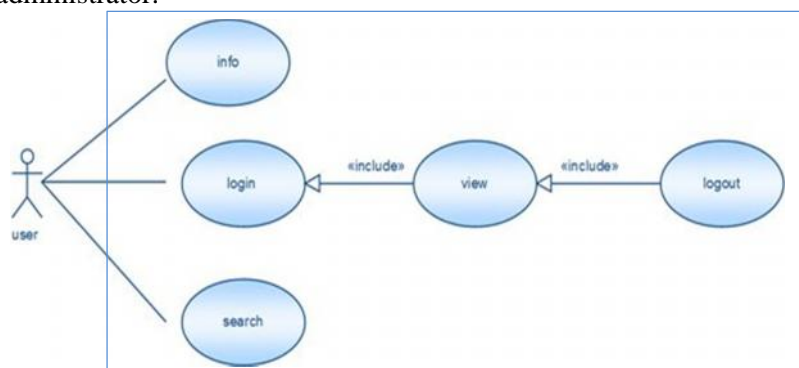 administrator.
info
login
«include»
view
«include»
logout
user
search